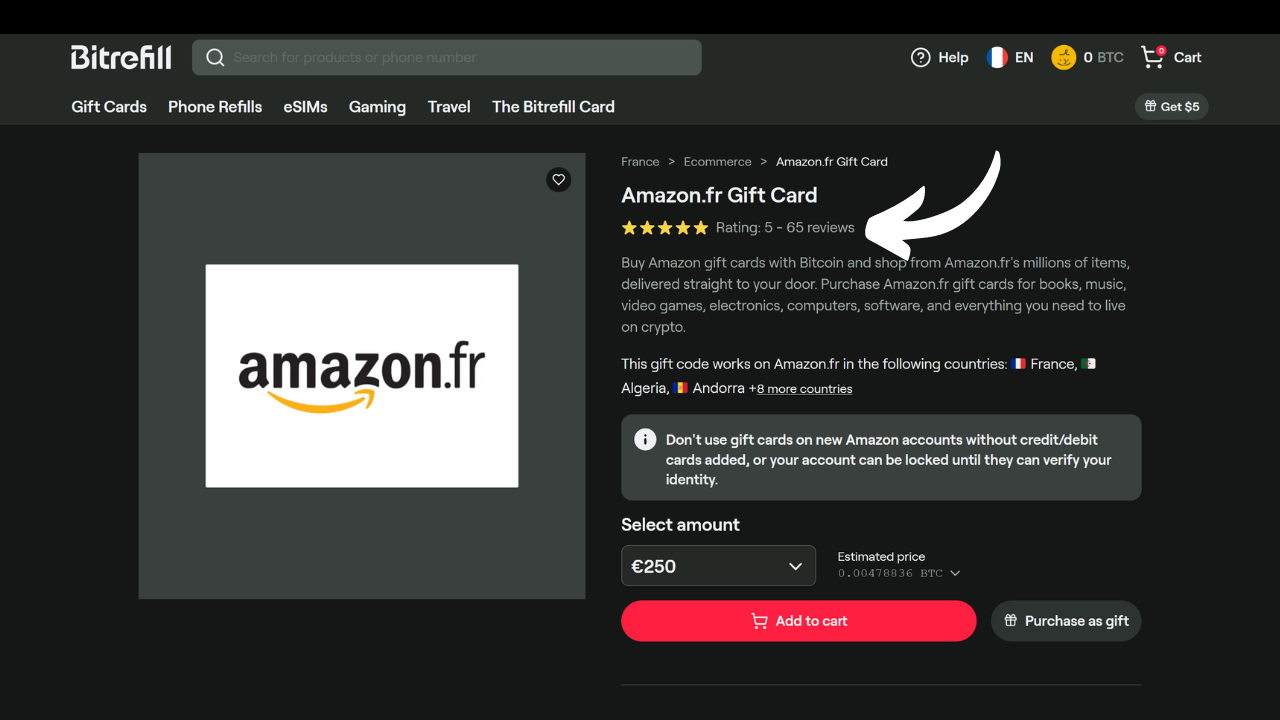 Bitrefill
Search for products or phone number
Help
EN
0 BTC
0
Cart
Gift Cards
Phone Refills
eSIMs
Gaming
Travel
The Bitrefill Card
Get $5
amazon.fr
France > Ecommerce > Amazon.fr Gift Card
Amazon.fr Gift Card
Rating: 5 - 65 reviews
Buy Amazon gift cards with Bitcoin and shop from Amazon.fr's millions of items,
delivered straight to your door. Purchase Amazon.fr gift cards for books, music,
video games, electronics, computers, software, and everything you need to live
on crypto.
This gift code works on Amazon.fr in the following countries: France,
Algeria, Andorra +8 more countries
Don't use gift cards on new Amazon accounts without credit/debit
cards added, or your account can be locked until they can verify your
identity.
Select amount
€250
Estimated price
0.00478836 BTC
Add to cart
Purchase as gift